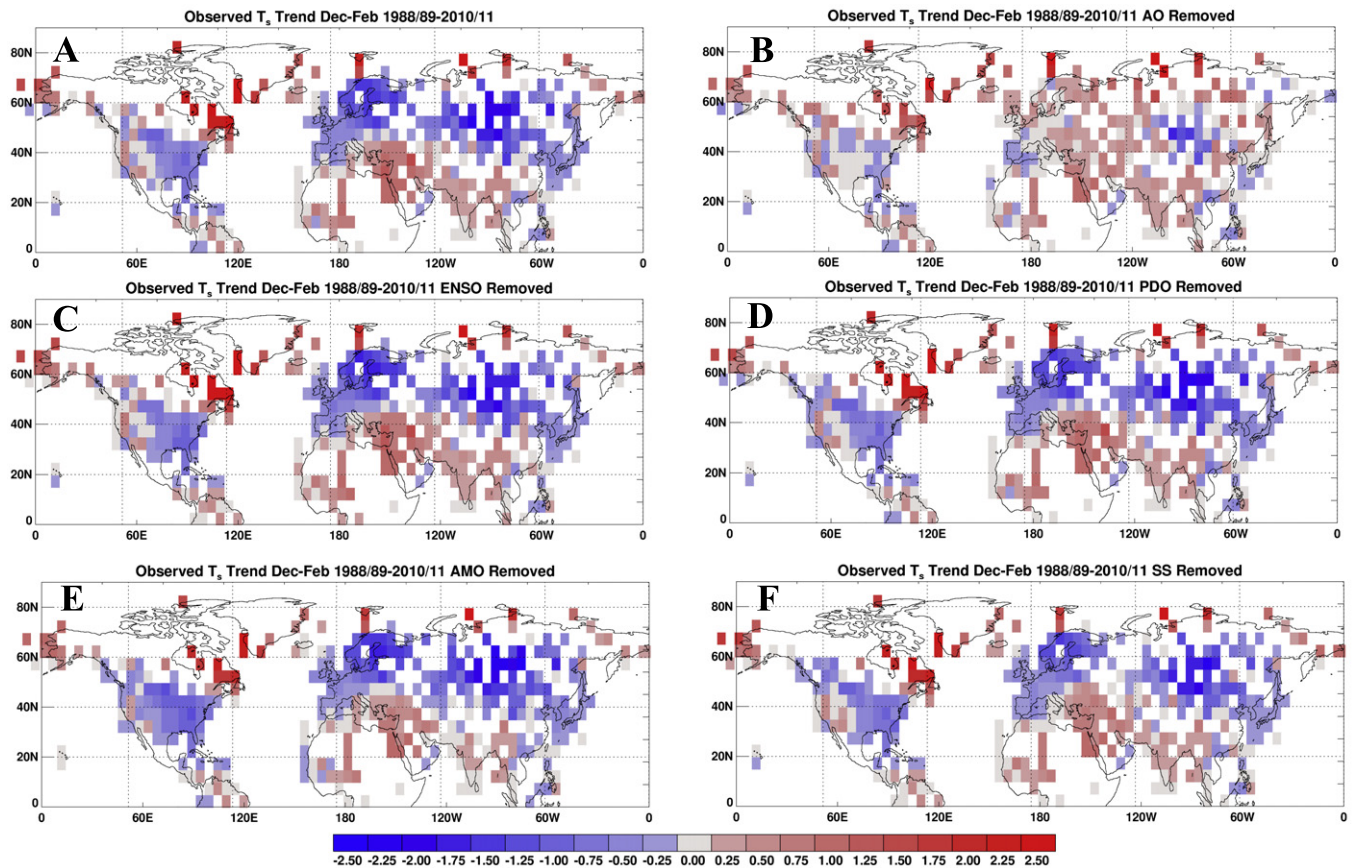 Observed Ts Trend Dec-Feb 1988/89-2010/11
A
80N
60N
40N
20N
0
0 60E 120E 180 120W 60W 0
Observed Ts Trend Dec-Feb 1988/89-2010/11 AO Removed
B
80N
60N
40N
20N
0
0 60E 120E 180 120W 60W 0
Observed Ts Trend Dec-Feb 1988/89-2010/11 ENSO Removed
C
80N
60N
40N
20N
0
0 60E 120E 180 120W 60W 0
Observed Ts Trend Dec-Feb 1988/89-2010/11 PDO Removed
D
80N
60N
40N
20N
0
0 60E 120E 180 120W 60W 0
Observed Ts Trend Dec-Feb 1988/89-2010/11 AMO Removed
E
80N
60N
40N
20N
0
60E 120E 180 120W 60W 0
Observed Ts Trend Dec-Feb 1988/89-2010/11 SS Removed
F
80N
60N
40N
20N
0
60E 120E 180 120W 60W 0
-2.50 -2.25 -2.00 -1.75 -1.25 -1.00 -0.75 -0.50 -0.25 0.00 0.25 0.50 0.75 1.00 1.25 1.75 2.00 2.25 2.50